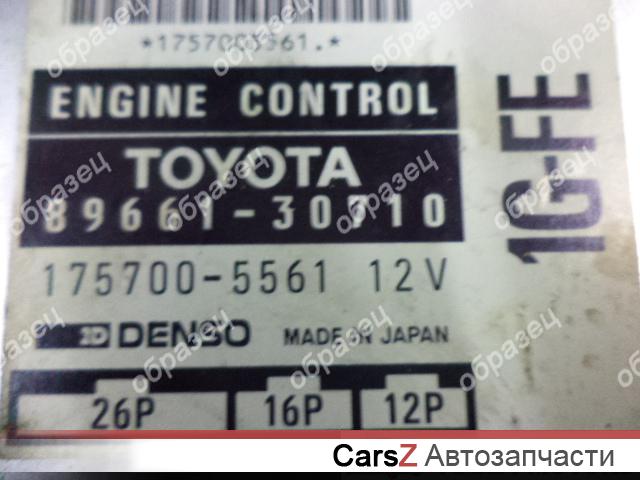 *1757005561.*
ENGINE CONTROL
TOYOTA
89661-30710
175700-5561 12V
DENSO MADE IN JAPAN
26P 16P 12P
1G-FE
образец
CarsZ Автозапчасти